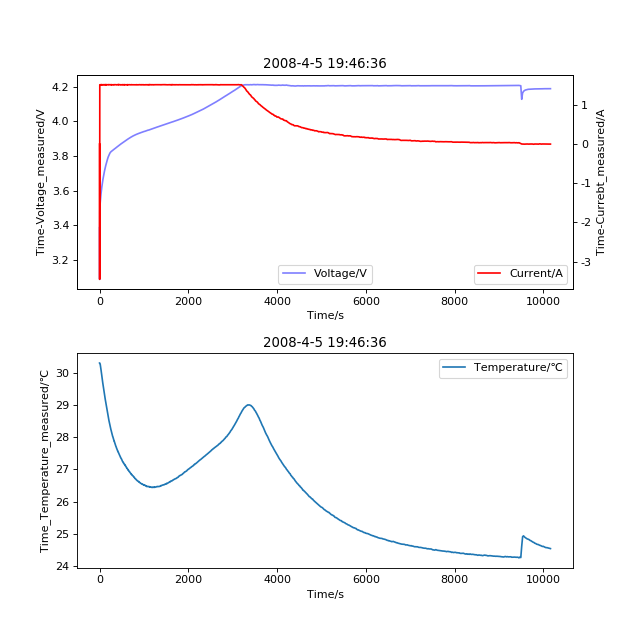 2008-4-5 19:46:36
Time-Voltage_measured/V
4.2
4.0
3.8
3.6
3.4
3.2
1
0
-1
-2
-3
Time-Currebt_measured/A
Voltage/V
Current/A
0 2000 4000 6000 8000 10000
Time/s
2008-4-5 19:46:36
Time_Temperature_measured/℃
30
29
28
27
26
25
24
Temperature/℃
0 2000 4000 6000 8000 10000
Time/s